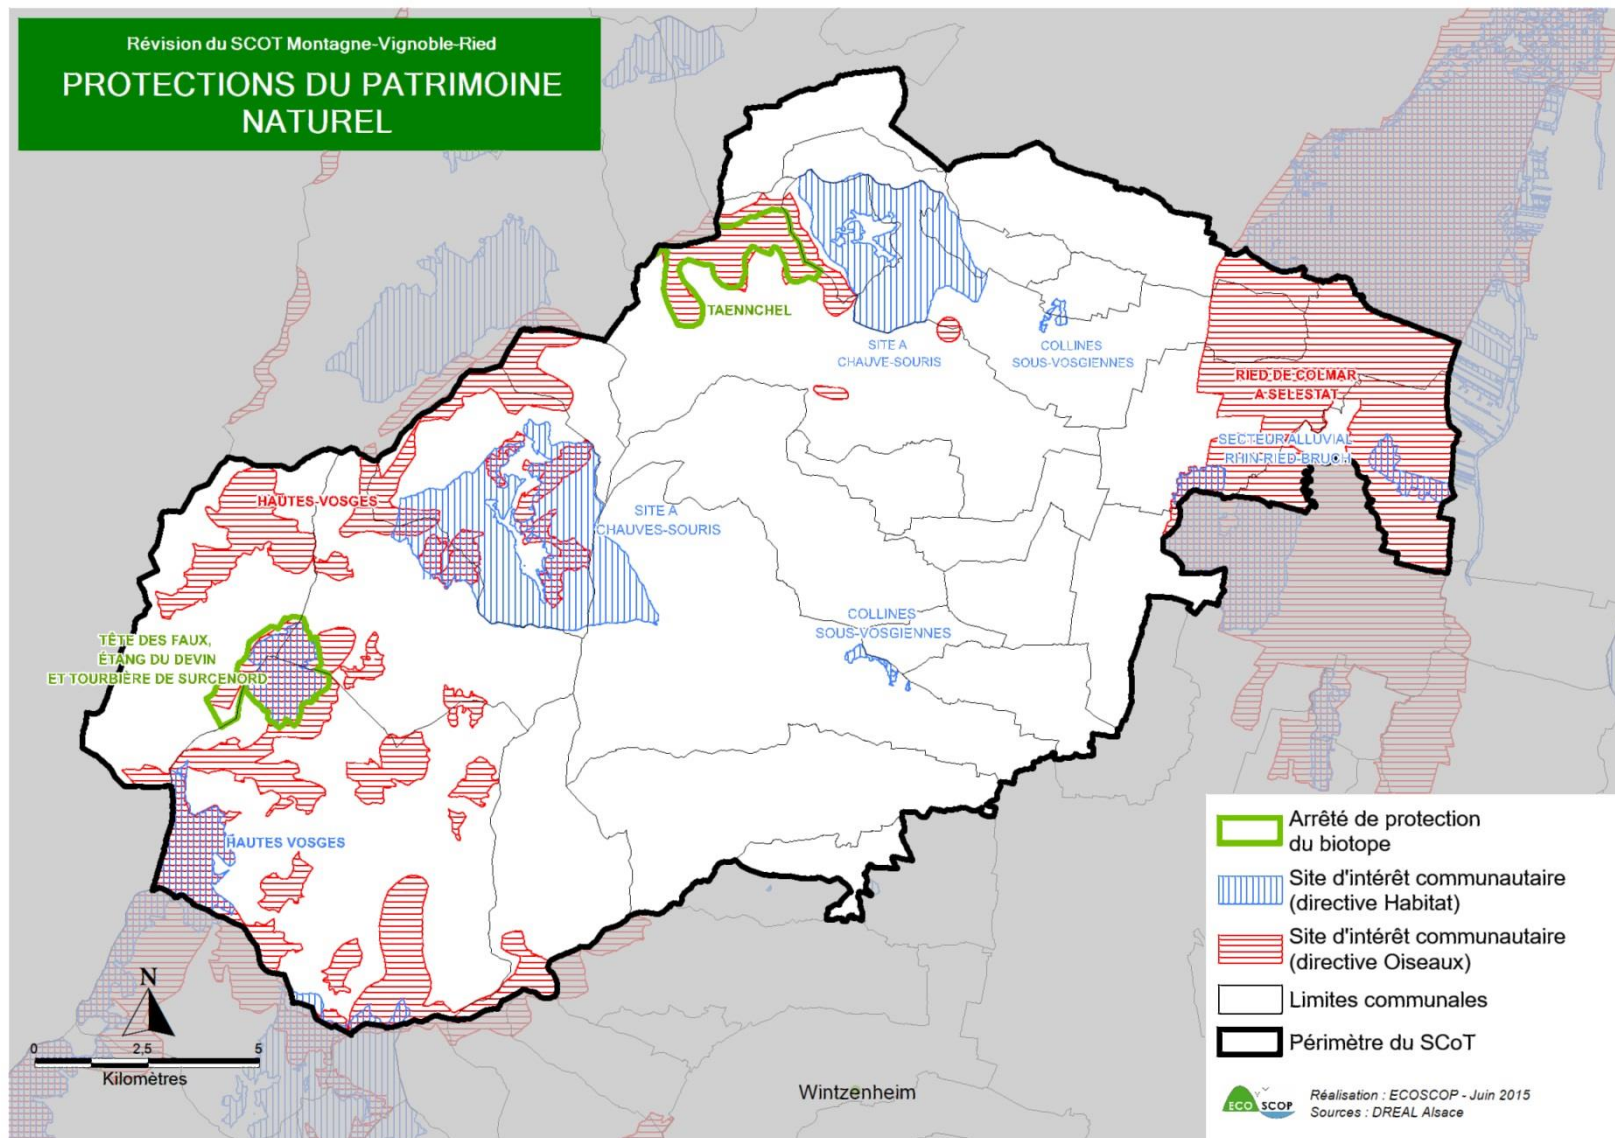 Révision du SCOT Montagne-Vignoble-Ried
PROTECTIONS DU PATRIMOINE
NATUREL
TAENNCHEL
SITE A
CHAUVE-SOURIS
COLLINES
SOUS-VOSGIENNES
RIED DE COLMAR
A SELESTAT
SECTEUR ALLUVIAL
RHIN-RIED-BRUCH
HAUTES-VOSGES
SITE A
CHAUVES-SOURIS
COLLINES
SOUS-VOSGIENNES
TÊTE DES FAUX,
ÉTANG DU DEVIN
ET TOURBIÈRE DE SURCENORD
HAUTES VOSGES
N
0 2,5 5
Kilomètres
Wintzenheim
Arrêté de protection
du biotope
Site d'intérêt communautaire
(directive Habitat)
Site d'intérêt communautaire
(directive Oiseaux)
Limites communales
Périmètre du SCoT
ECO SCOP
Réalisation : ECOSCOP - Juin 2015
Sources : DREAL Alsace